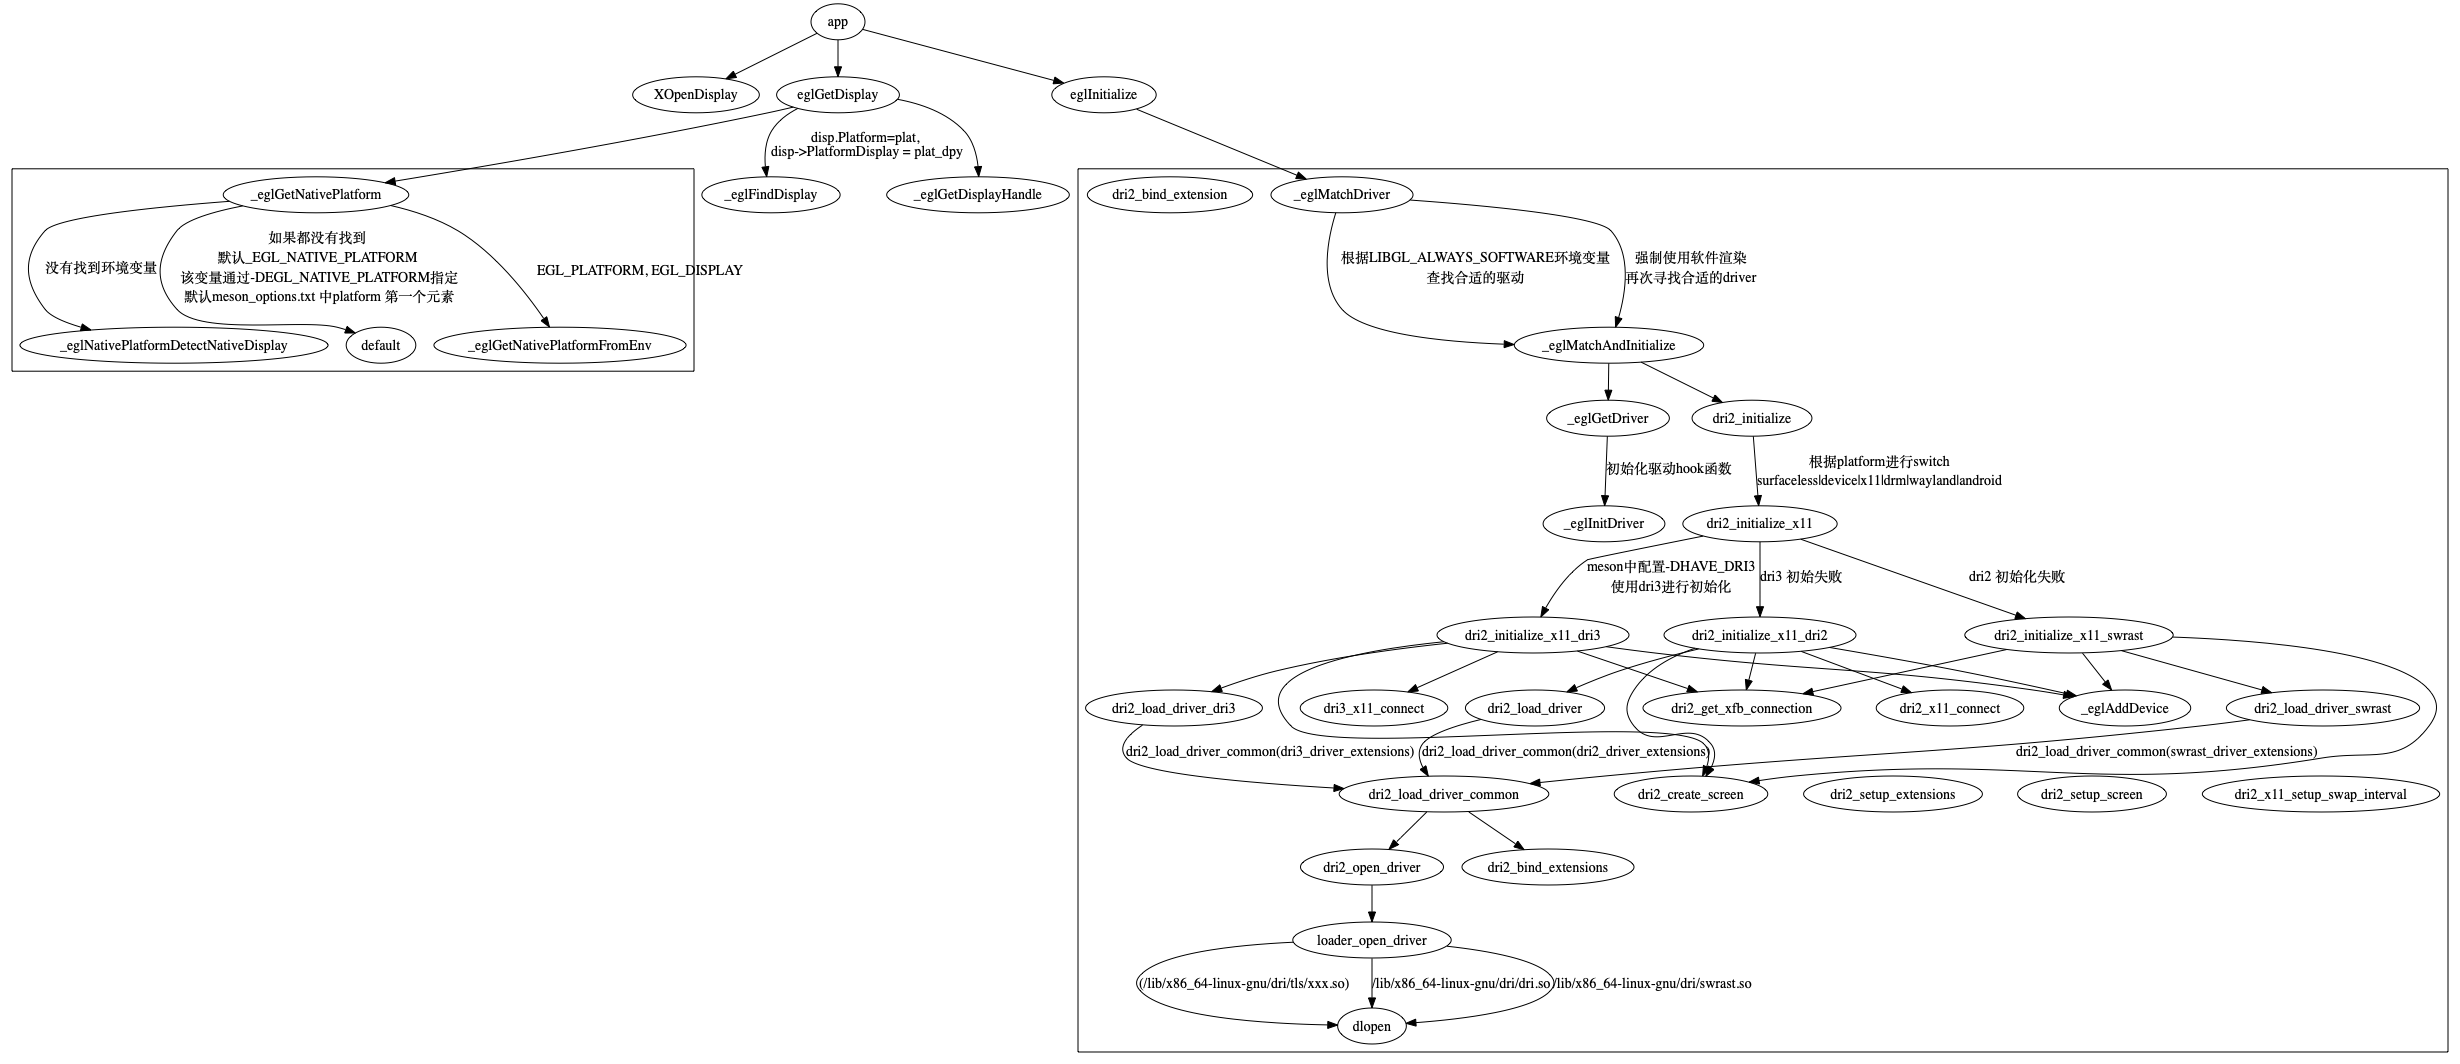 app
XOpenDisplay
eglGetDisplay
eglInitialize
disp.Platform=plat,
disp->PlatformDisplay = plat_dpy
_eglGetNativePlatform
_eglFindDisplay
_eglGetDisplayHandle
dri2_bind_extension
_eglMatchDriver
没有找到环境变量
如果都没有找到
默认_EGL_NATIVE_PLATFORM
该变量通过-DEGL_NATIVE_PLATFORM指定
默认meson_options.txt 中platform 第一个元素
EGL_PLATFORM, EGL_DISPLAY
根据LIBGL_ALWAYS_SOFTWARE环境变量
查找合适的驱动
强制使用软件渲染
再次寻找合适的driver
_eglNativePlatformDetectNativeDisplay
default
_eglGetNativePlatformFromEnv
_eglMatchAndInitialize
_eglGetDriver
dri2_initialize
初始化驱动hook函数
根据platform进行switch
surfaceless|device|x11|drm|wayland|android
_eglInitDriver
dri2_initialize_x11
meson中配置-DHAVE_DRI3
使用dri3进行初始化
dri3 初始失败
dri2 初始化失败
dri2_initialize_x11_dri3
dri2_initialize_x11_dri2
dri2_initialize_x11_swrast
dri2_load_driver_dri3
dri3_x11_connect
dri2_load_driver
dri2_get_xfb_connection
dri2_x11_connect
_eglAddDevice
dri2_load_driver_swrast
dri2_load_driver_common(dri3_driver_extensions)
dri2_load_driver_common(dri2_driver_extensions)
dri2_load_driver_common(swrast_driver_extensions)
dri2_load_driver_common
dri2_create_screen
dri2_setup_extensions
dri2_setup_screen
dri2_x11_setup_swap_interval
dri2_open_driver
dri2_bind_extensions
loader_open_driver
(/lib/x86_64-linux-gnu/dri/tls/xxx.so)
/lib/x86_64-linux-gnu/dri/dri.so
/lib/x86_64-linux-gnu/dri/swrast.so
dlopen